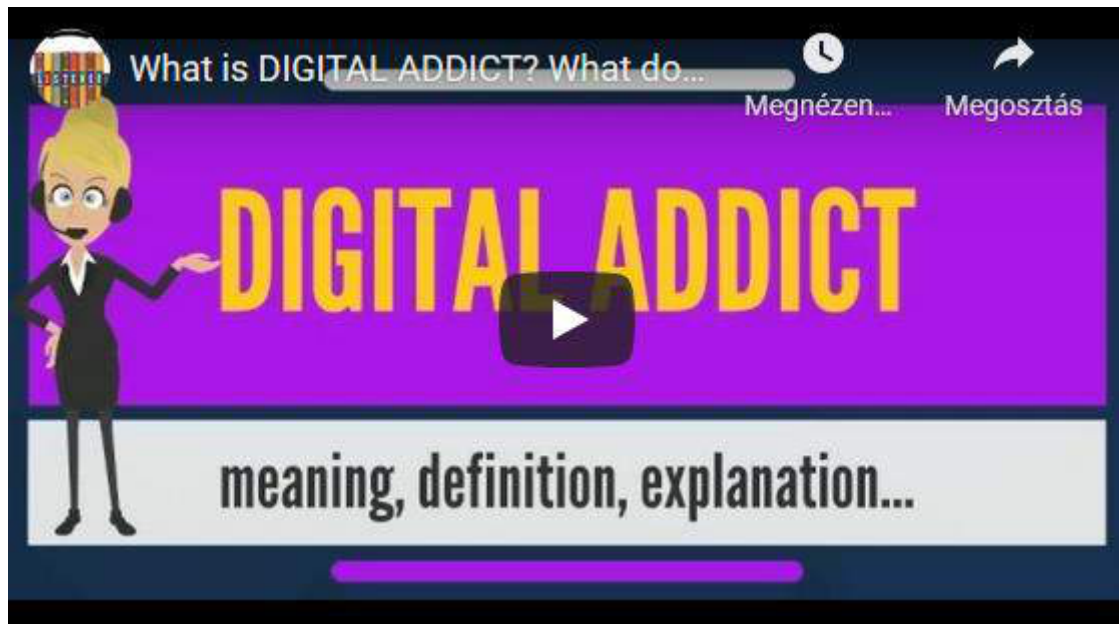 What is DIGITAL ADDICT? What do...
Megnézen...
Megosztás
DIGITAL ADDICT
meaning, definition, explanation...